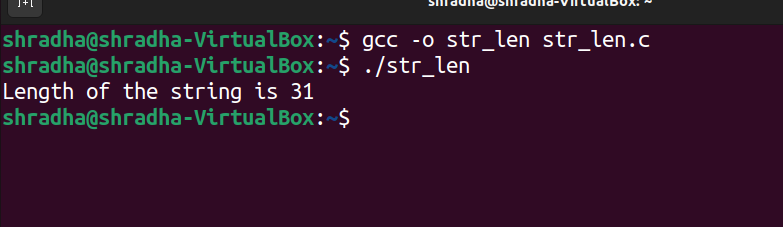 shradha@shradha-VirtualBox: ~
shradha@shradha-VirtualBox:~$ gcc -o str_len str_len.c
shradha@shradha-VirtualBox:~$ ./str_len
Length of the string is 31
shradha@shradha-VirtualBox:~$